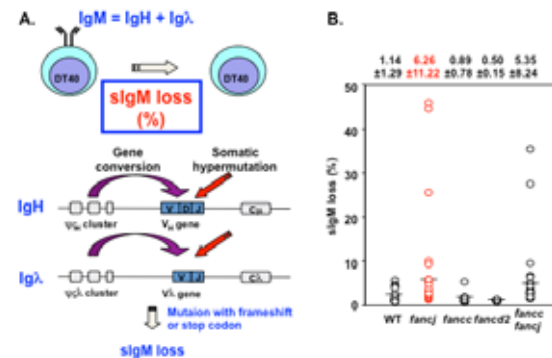 A.
IgM = IgH + Igλ
DT40
DT40
sIgM loss
(%)
Gene
conversion
Somatic
hypermutation
IgH
V D J
Cμ
cluster
VH gene
Igλ
V J
Cλ
cluster
Vλ gene
Mutaion with frameshift
or stop codon
sIgM loss
B.
1.14 6.26 0.89 0.50 5.35
±1.29 ±11.22 ±0.78 ±0.15 ±8.24
sIgM loss (%)
50
40
30
20
10
0
WT fancj fancc fancd2 fancc
fancj